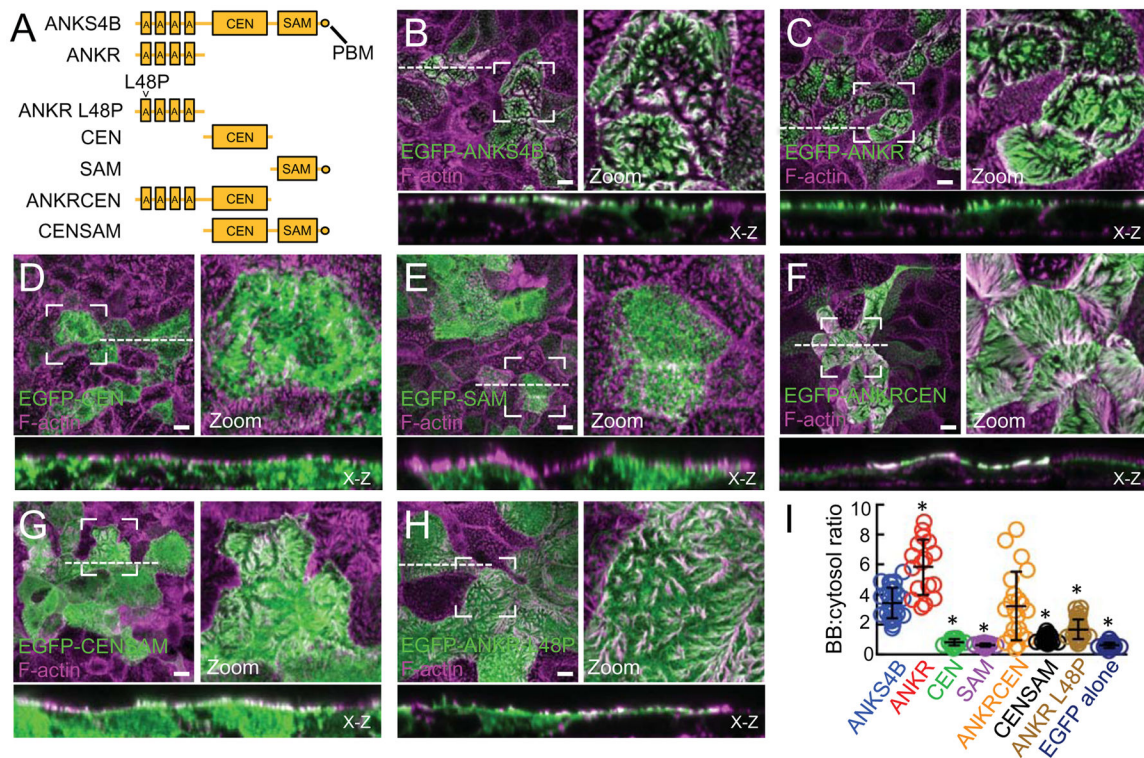 A
ANKS4B
A A A A CEN SAM
PBM
ANKR
A A A A
L48P
ANKR L48P
A A A A
CEN
CEN
SAM
SAM
ANKRCEN
A A A A CEN
CENSAM
CEN SAM
B
EGFP-ANKS4B
F-actin
Zoom
X-Z
C
EGFP-ANKR
F-actin
Zoom
X-Z
D
EGFP-CEN
F-actin
Zoom
X-Z
E
EGFP-SAM
F-actin
Zoom
X-Z
F
EGFP-ANKRCEN
F-actin
Zoom
X-Z
G
EGFP-CENSAM
F-actin
Zoom
X-Z
H
EGFP-ANKR L48P
F-actin
Zoom
X-Z
I
BB:cytosol ratio
10
8
6
4
2
0
* * * * * *
ANKS4B
ANKR
CEN
SAM
ANKRCEN
CENSAM
ANKR L48P
EGFP alone